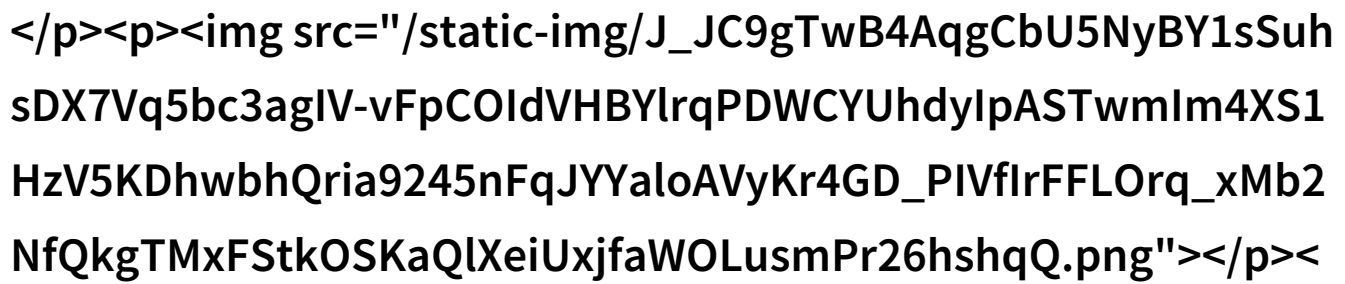 </p><p><img src="/static-img/J_JC9gTwB4AqgCbU5NyBY1sSuh
sDX7Vq5bc3agIV-vFpCOIdVHBYlrqPDWCYUhdyIpASTwmIm4XS1
HzV5KDhwbhQria9245nFqJYYaloAVyKr4GD_PIVfIrFFLOrq_xMb2
NfQkgTMxFStkOSKaQlXeiUxjfaWOLusmPr26hshqQ.png"></p><